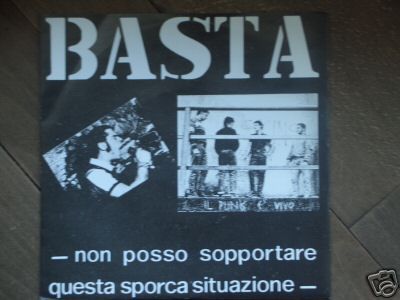 BASTA
IL PUNK È VIVO
— non posso sopportare
questa sporca situazione —